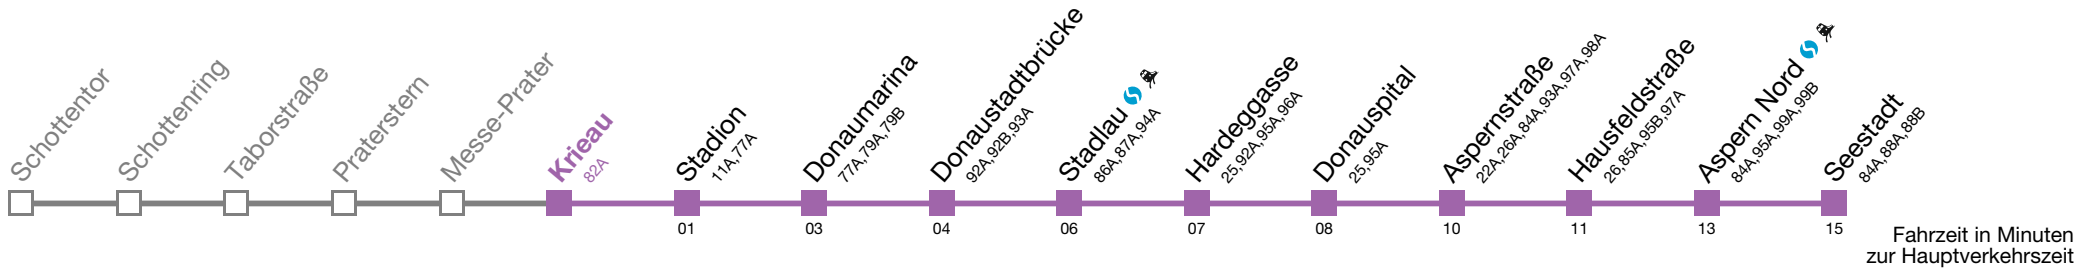 Schottentor
Schottenring
Taborstraße
Praterstern
Messe-Prater
Krieau
82A
Stadion
11A,77A
Donaumarina
77A,79A,79B
Donaustadtbrücke
92A,92B,93A
Stadlau
86A,87A,94A
Hardeggasse
25,92A,95A,96A
Donauspital
25,95A
Aspernstraße
22A,26A,84A,93A,97A,98A
Hausfeldstraße
26,85A,95B,97A
Aspern Nord
84A,95A,99A,99B
Seestadt
84A,88A,88B
01
03
04
06
07
08
10
11
13
15
Fahrzeit in Minuten
zur Hauptverkehrszeit